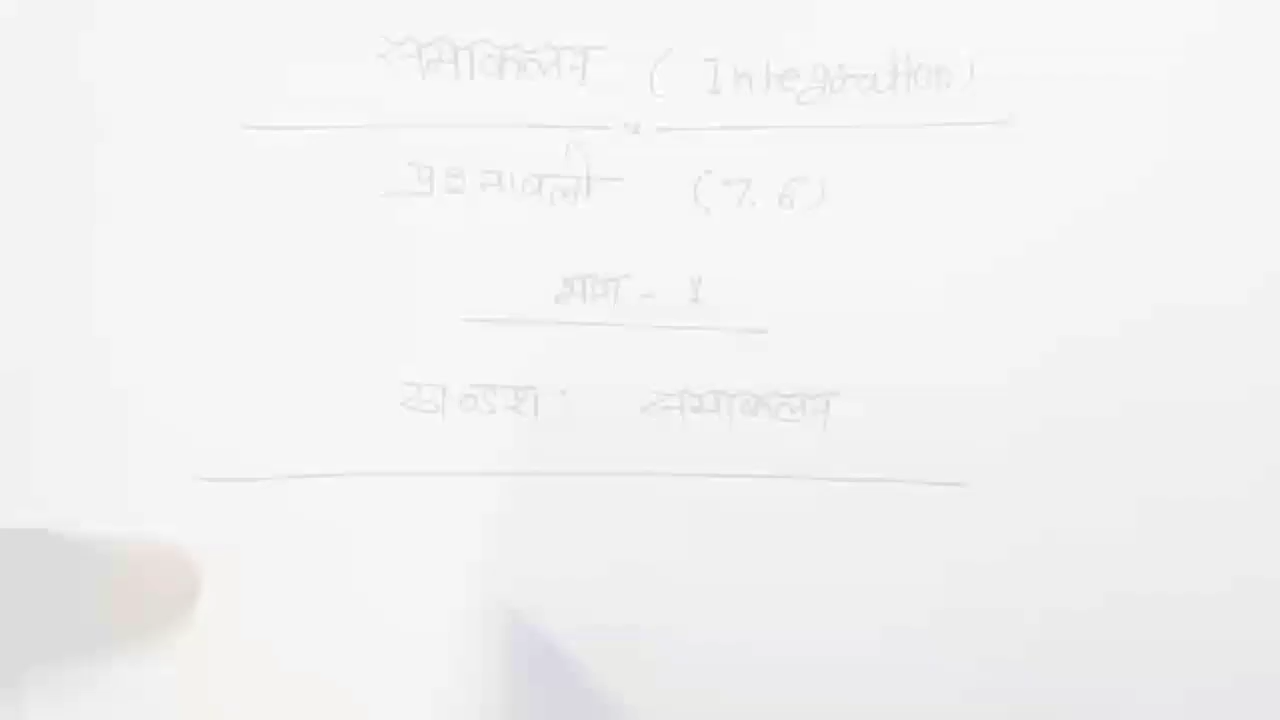 समाकलन ( Integration )
प्रश्नावली (7.6)
भाग - 1
खण्डशः समाकलन